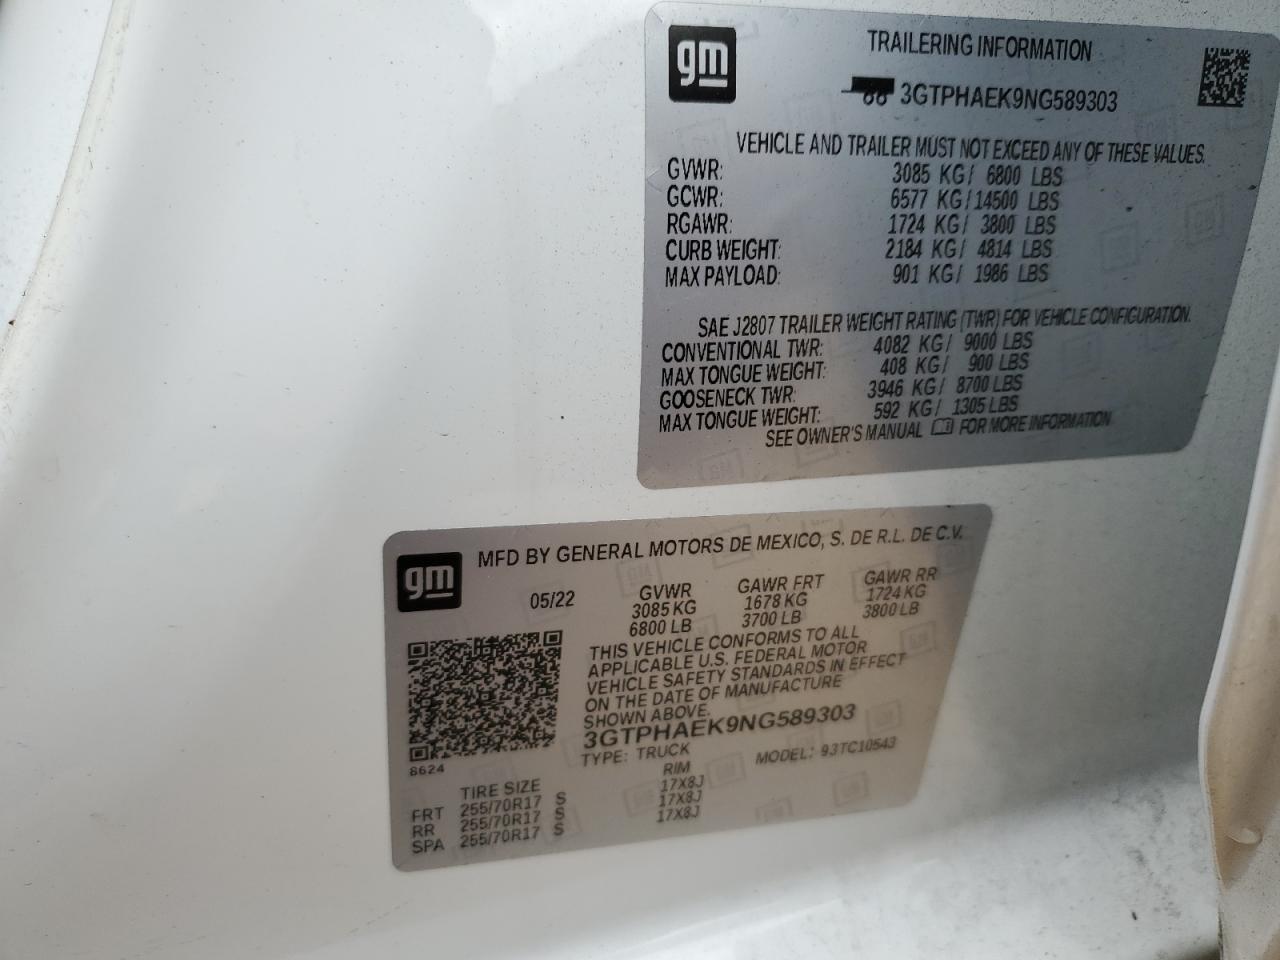 gm
TRAILERING INFORMATION
3GTPHAEK9NG589303
VEHICLE AND TRAILER MUST NOT EXCEED ANY OF THESE VALUES.
GVWR: 3085 KG/ 6800 LBS
GCWR: 6577 KG/14500 LBS
RGAWR: 1724 KG/ 3800 LBS
CURB WEIGHT: 2184 KG/ 4814 LBS
MAX PAYLOAD: 901 KG/ 1986 LBS
SAE J2807 TRAILER WEIGHT RATING (TWR) FOR VEHICLE CONFIGURATION.
CONVENTIONAL TWR: 4082 KG/ 9000 LBS
MAX TONGUE WEIGHT: 408 KG/ 900 LBS
GOOSENECK TWR: 3946 KG/ 8700 LBS
MAX TONGUE WEIGHT: 592 KG/ 1305 LBS
SEE OWNER'S MANUAL FOR MORE INFORMATION
gm
MFD BY GENERAL MOTORS DE MEXICO, S. DE R.L. DE C.V.
05/22 GVWR GAWR FRT GAWR RR
3085 KG 1678 KG 1724 KG
6800 LB 3700 LB 3800 LB
THIS VEHICLE CONFORMS TO ALL
APPLICABLE U.S. FEDERAL MOTOR
VEHICLE SAFETY STANDARDS IN EFFECT
ON THE DATE OF MANUFACTURE
SHOWN ABOVE.
3GTPHAEK9NG589303
TYPE: TRUCK MODEL: 93TC10543
8624
TIRE SIZE RIM
FRT 255/70R17 S 17X8J
RR 255/70R17 S 17X8J
SPA 255/70R17 S 17X8J